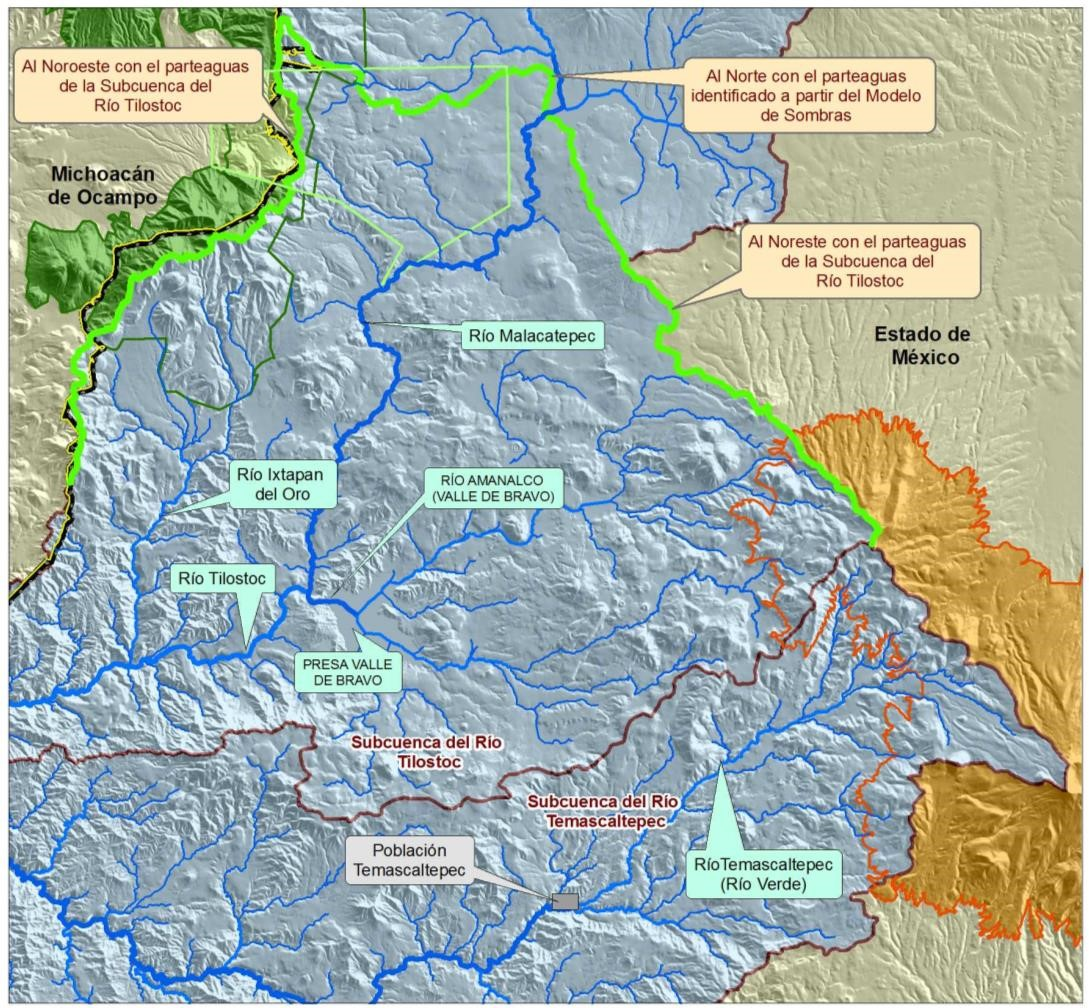 Al Noroeste con el parteaguas
de la Subcuenca del
Río Tilostoc
Al Norte con el parteaguas
identificado a partir del Modelo
de Sombras
Michoacán
de Ocampo
Al Noreste con el parteaguas
de la Subcuenca del
Río Tilostoc
Río Malacatepec
Estado de
México
Río Ixtapan
del Oro
RÍO AMANALCO
(VALLE DE BRAVO)
Río Tilostoc
PRESA VALLE
DE BRAVO
Subcuenca del Río
Tilostoc
Subcuenca del Río
Temascaltepec
Población
Temascaltepec
RíoTemascaltepec
(Río Verde)